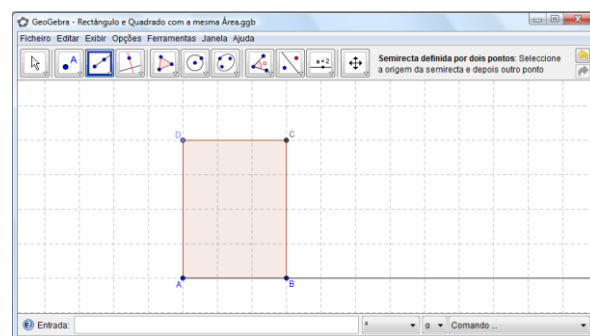 GeoGebra - Rectângulo e Quadrado com a mesma Área.ggb
Ficheiro Editar Exibir Opções Ferramentas Janela Ajuda
A
a=2
Semirecta definida por dois pontos: Seleccione
a origem da semirecta e depois outro ponto
D
C
A
B
Entrada:
α
Comando ...